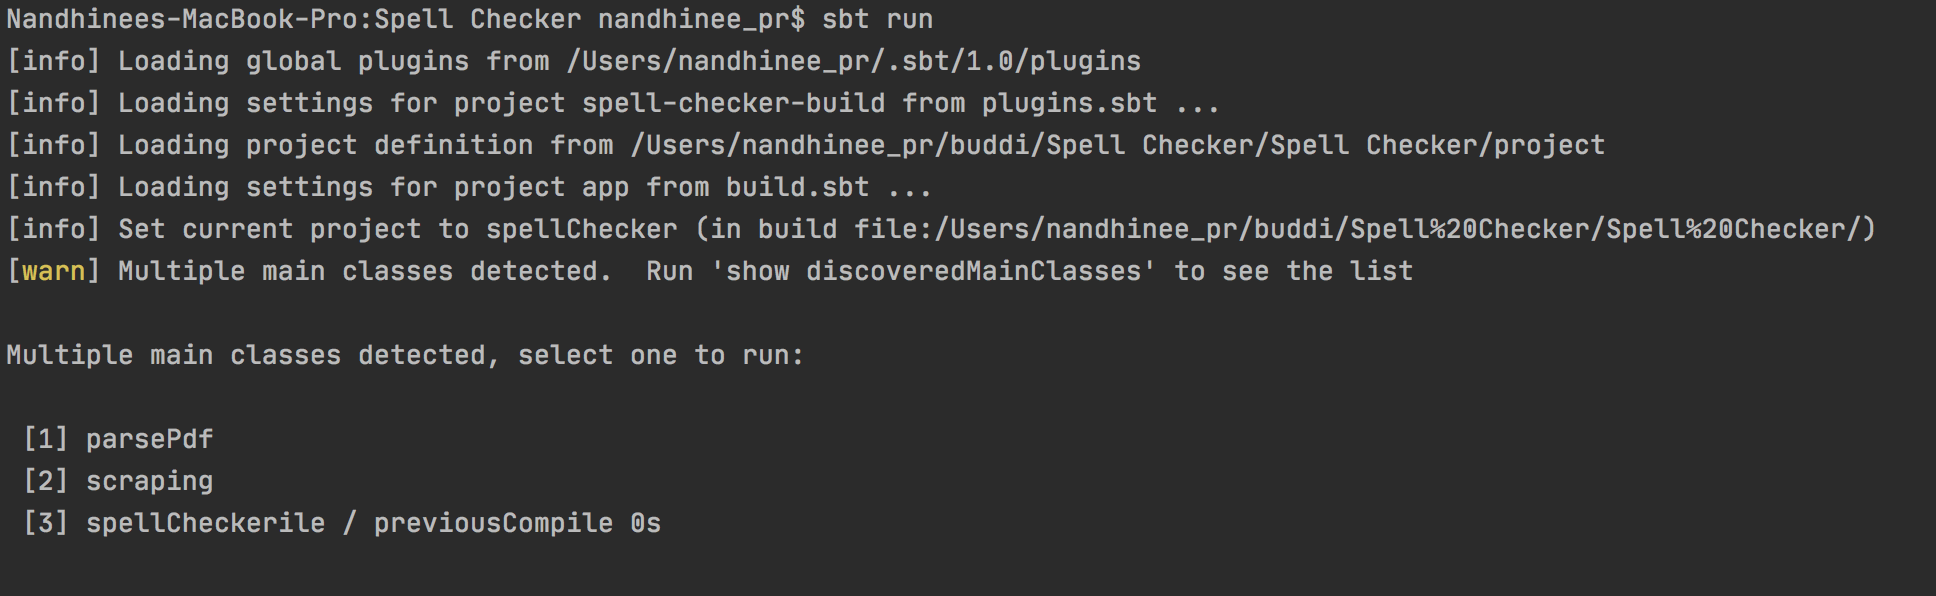 Nandhinees-MacBook-Pro:Spell Checker nandhinee_pr$ sbt run
[info] Loading global plugins from /Users/nandhinee_pr/.sbt/1.0/plugins
[info] Loading settings for project spell-checker-build from plugins.sbt ...
[info] Loading project definition from /Users/nandhinee_pr/buddi/Spell Checker/Spell Checker/project
[info] Loading settings for project app from build.sbt ...
[info] Set current project to spellChecker (in build file:/Users/nandhinee_pr/buddi/Spell%20Checker/Spell%20Checker/)
[warn] Multiple main classes detected.  Run 'show discoveredMainClasses' to see the list
Multiple main classes detected, select one to run:
[1] parsePdf
[2] scraping
[3] spellCheckerile / previousCompile 0s